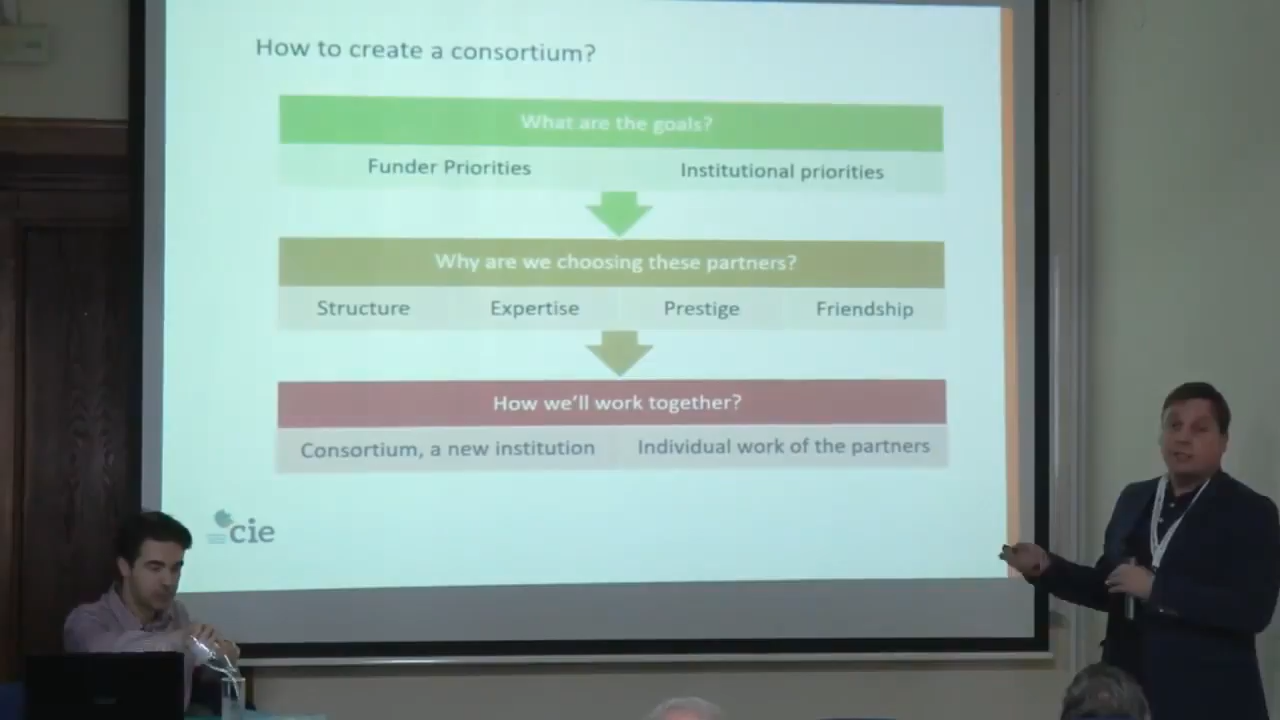 How to create a consortium?
What are the goals?
Funder Priorities Institutional priorities
Why are we choosing these partners?
Structure Expertise Prestige Friendship
How we'll work together?
Consortium, a new institution Individual work of the partners
cie